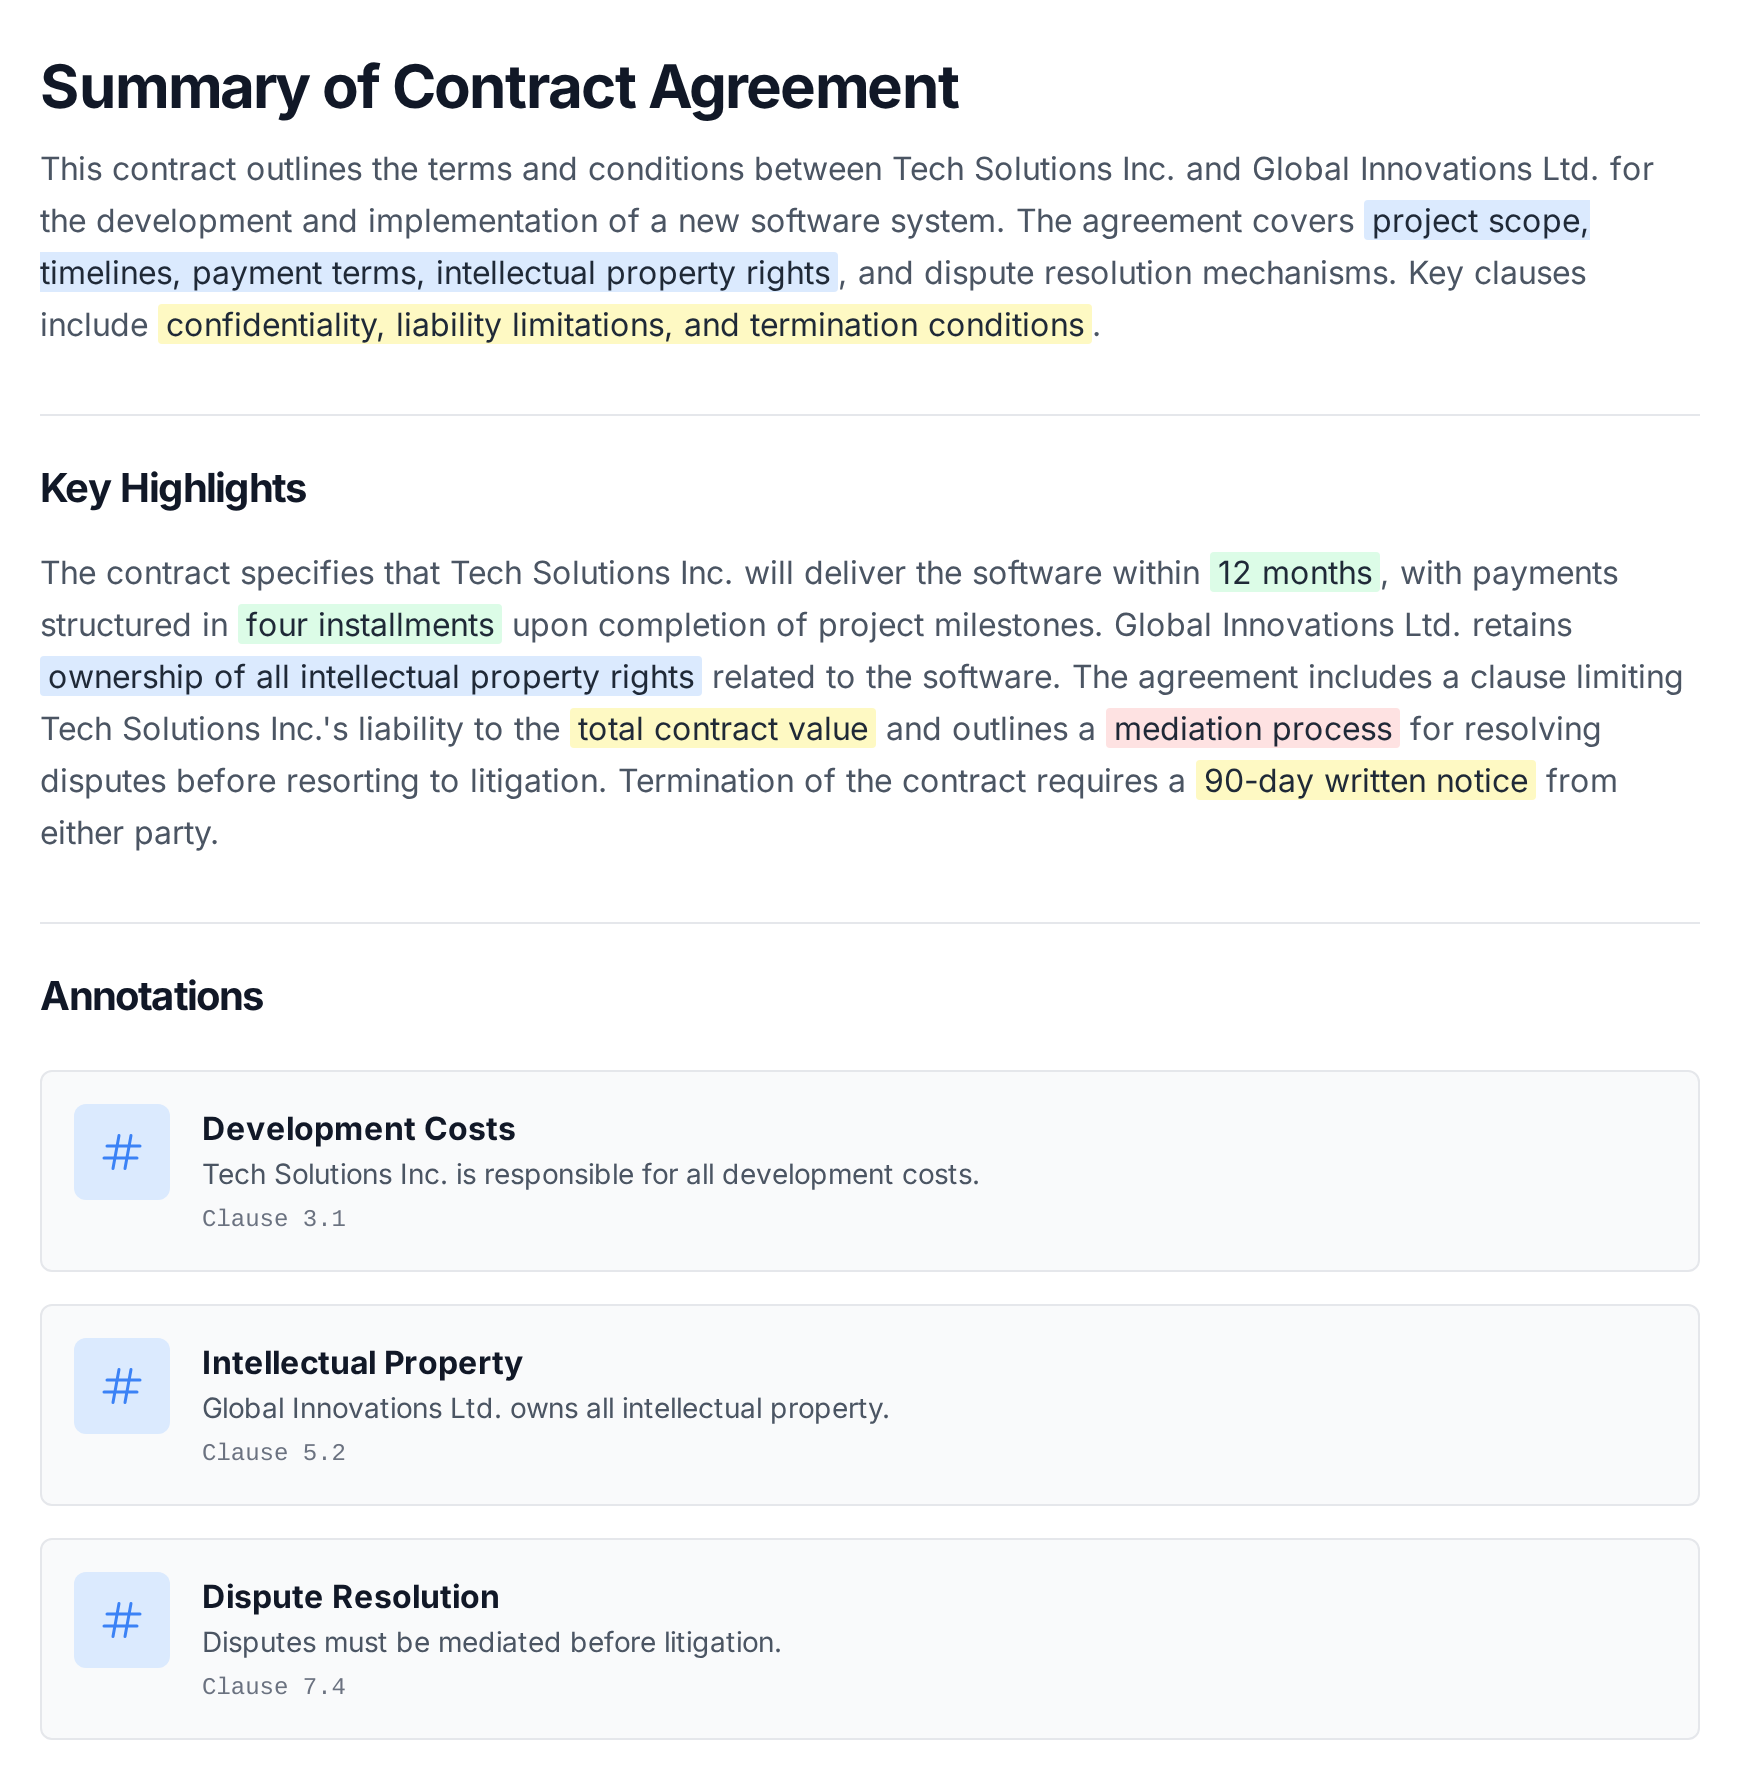 Summary of Contract Agreement
This contract outlines the terms and conditions between Tech Solutions Inc. and Global Innovations Ltd. for
the development and implementation of a new software system. The agreement covers project scope,
timelines, payment terms, intellectual property rights, and dispute resolution mechanisms. Key clauses
include confidentiality, liability limitations, and termination conditions.
Key Highlights
The contract specifies that Tech Solutions Inc. will deliver the software within 12 months, with payments
structured in four installments upon completion of project milestones. Global Innovations Ltd. retains
ownership of all intellectual property rights related to the software. The agreement includes a clause limiting
Tech Solutions Inc.'s liability to the total contract value and outlines a mediation process for resolving
disputes before resorting to litigation. Termination of the contract requires a 90-day written notice from
either party.
Annotations
Development Costs
Tech Solutions Inc. is responsible for all development costs.
Clause 3.1
Intellectual Property
Global Innovations Ltd. owns all intellectual property.
Clause 5.2
Dispute Resolution
Disputes must be mediated before litigation.
Clause 7.4